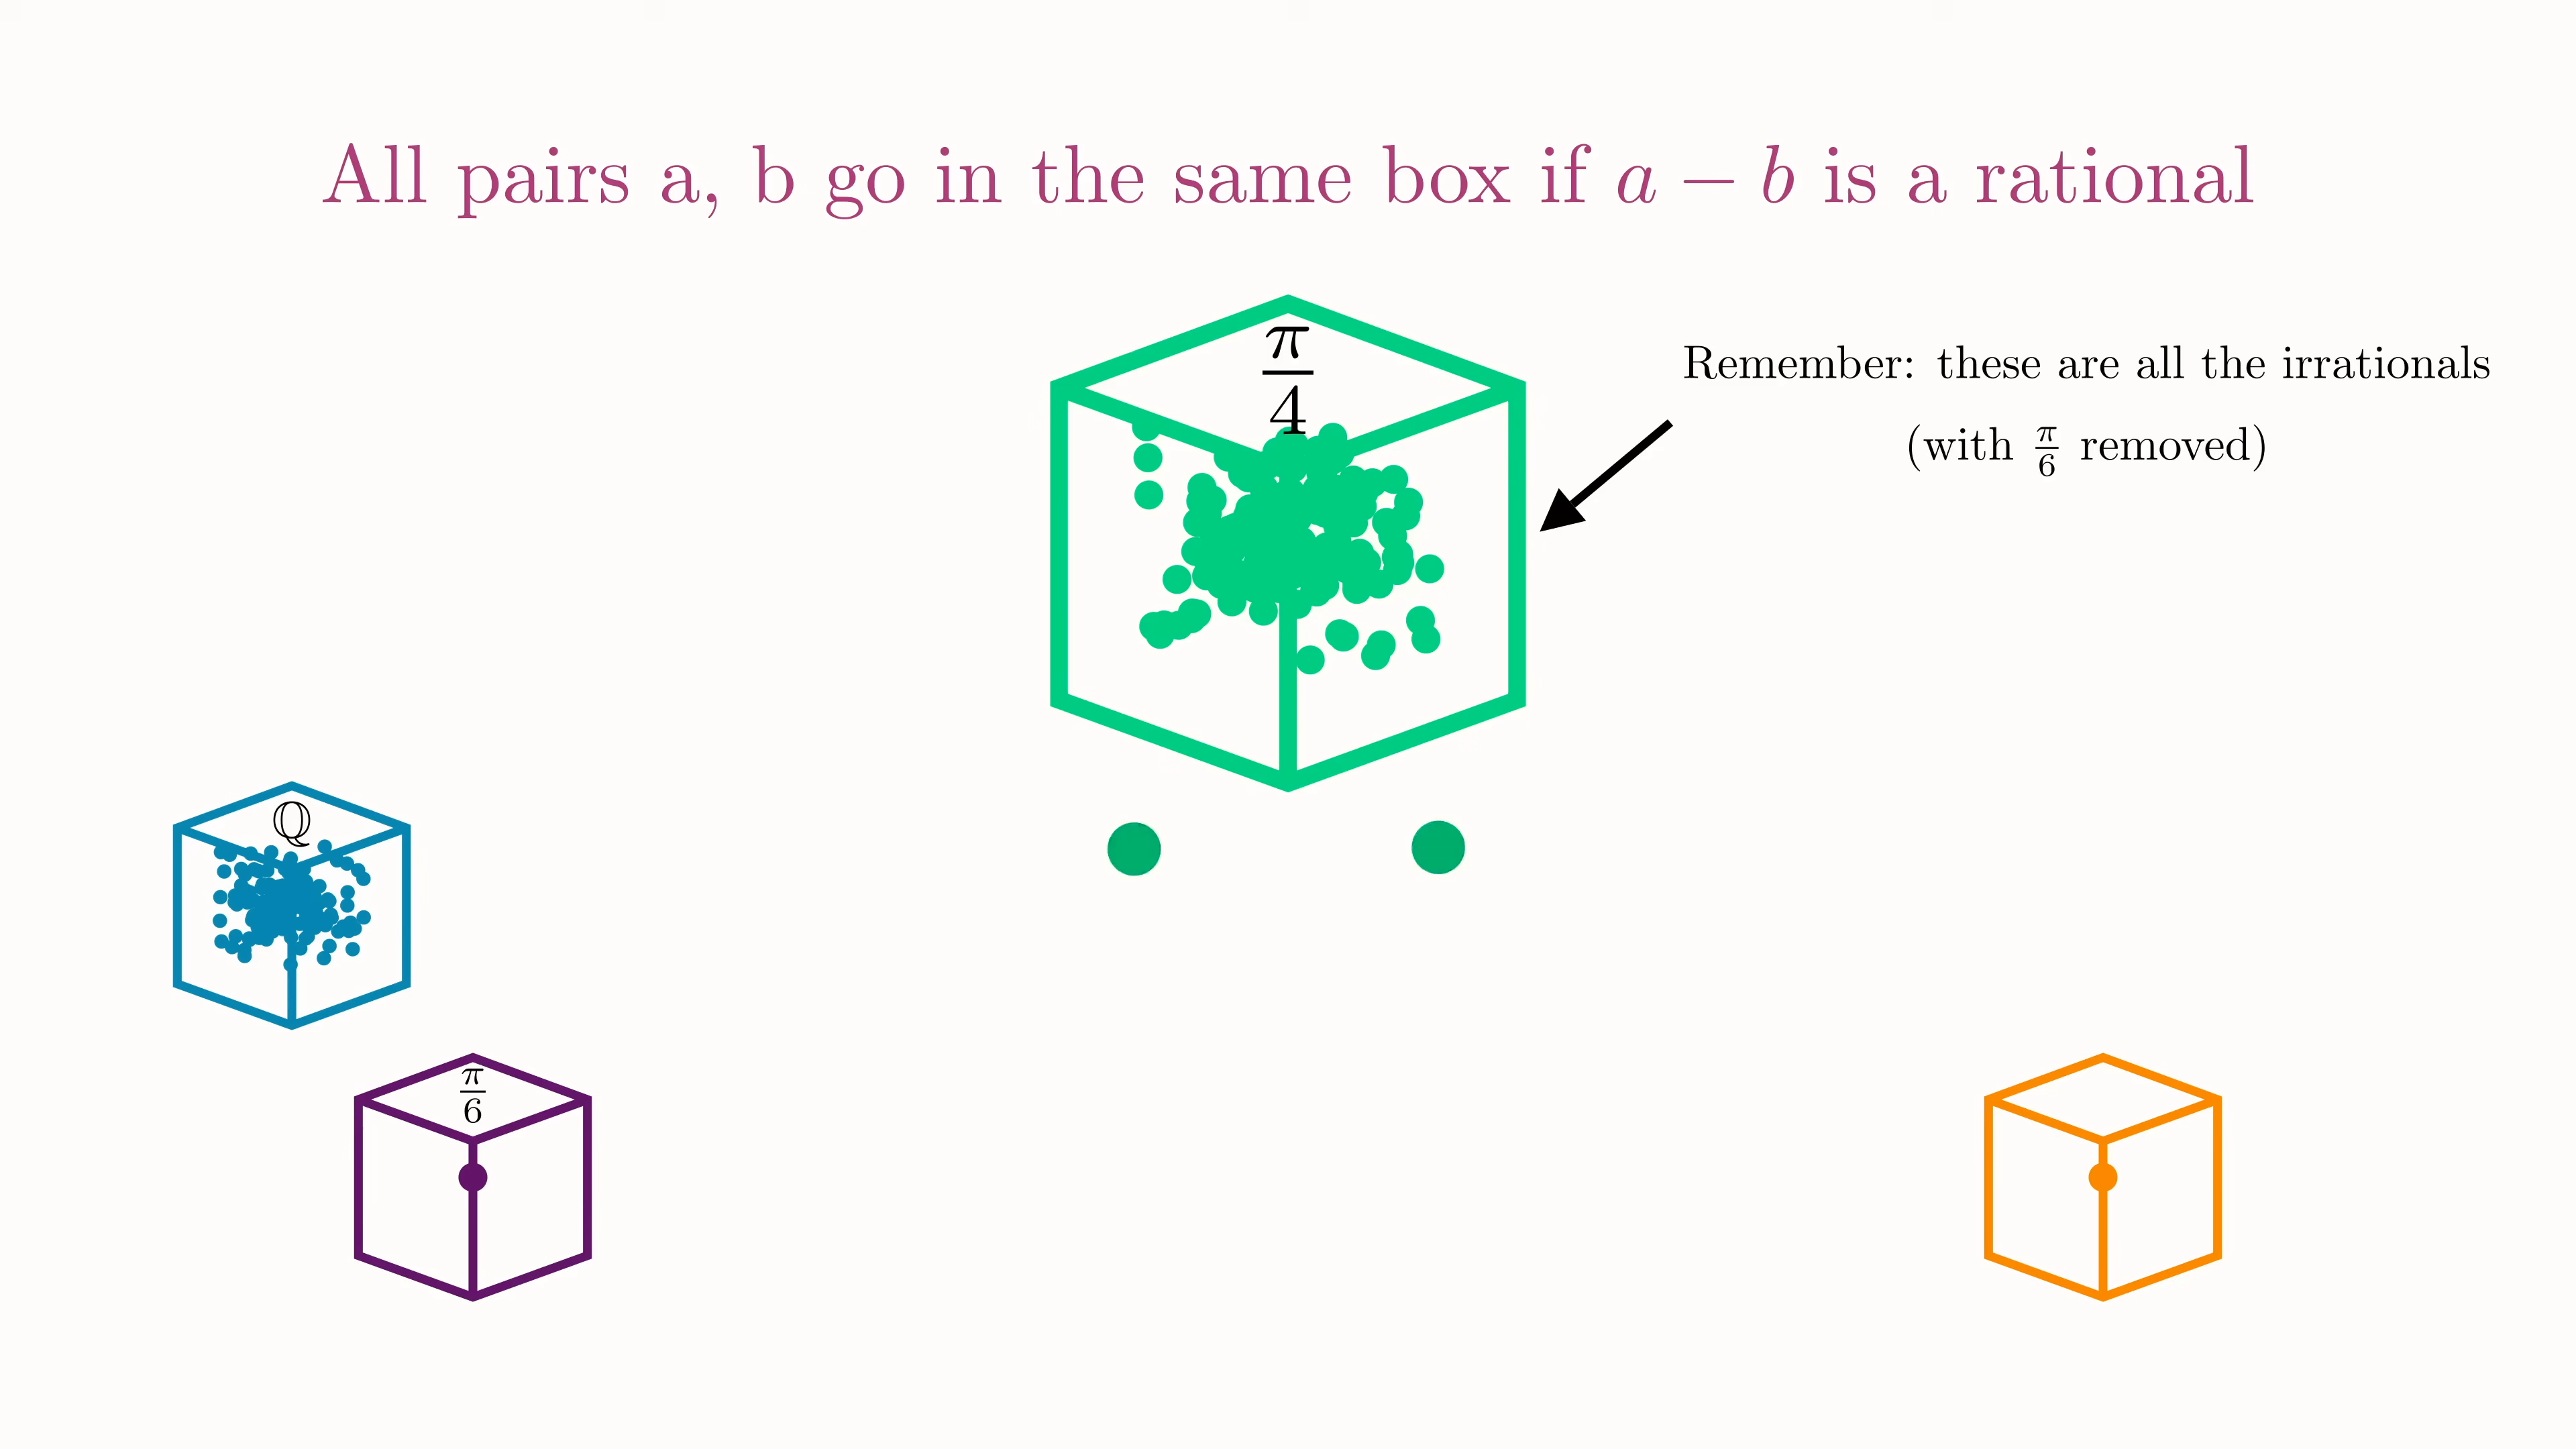 All pairs a, b go in the same box if a − b is a rational
π/4
Remember: these are all the irrationals
(with π/6 removed)
ℚ
π/6